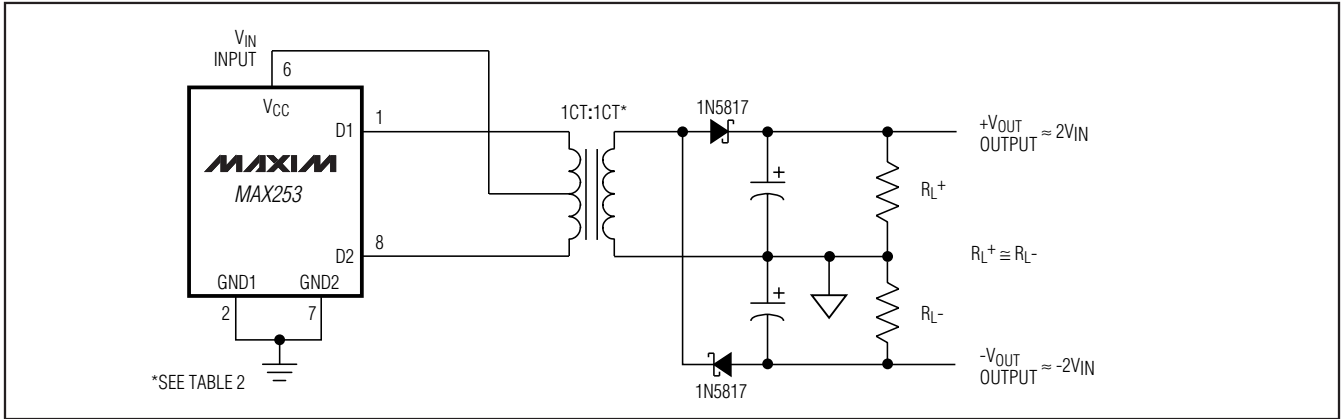 VIN
INPUT
6
VCC
D1
1
MAXIM
MAX253
D2
8
GND1
GND2
2
7
*SEE TABLE 2
1CT:1CT*
1N5817
+
+
1N5817
+VOUT
OUTPUT ≈ 2VIN
RL+
RL+ ≅ RL-
RL-
-VOUT
OUTPUT ≈ -2VIN